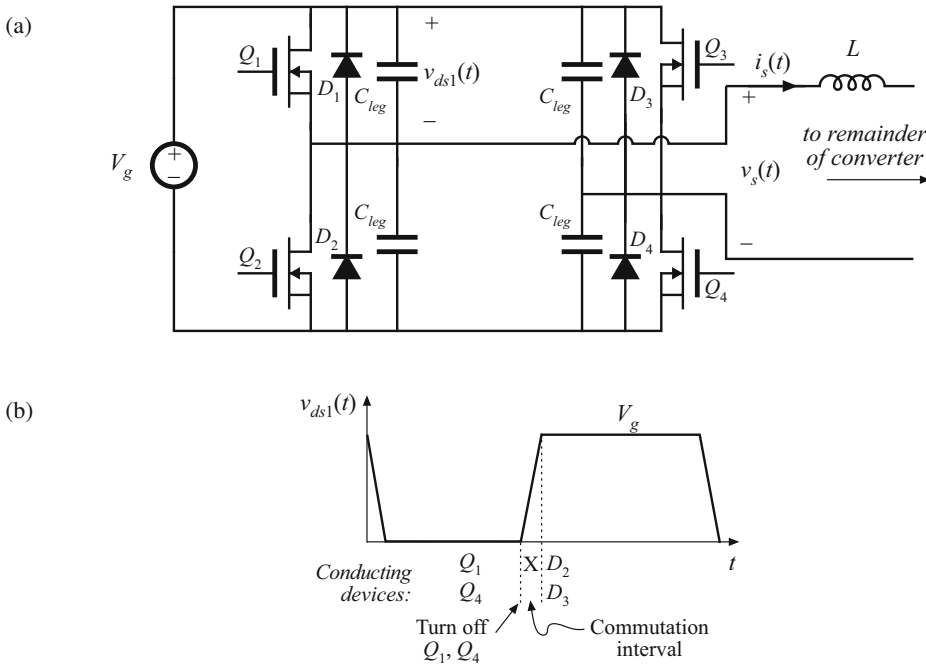 (a)
Q1
D1
Cleg
+
vds1(t)
−
Cleg
D3
Q3
is(t)
L
+
Vg
+
−
to remainder
of converter
vs(t)
Q2
D2
Cleg
Cleg
D4
Q4
−
(b)
vds1(t)
Vg
t
Conducting
devices:
Q1 X D2
Q4 D3
Turn off
Q1, Q4
Commutation
interval